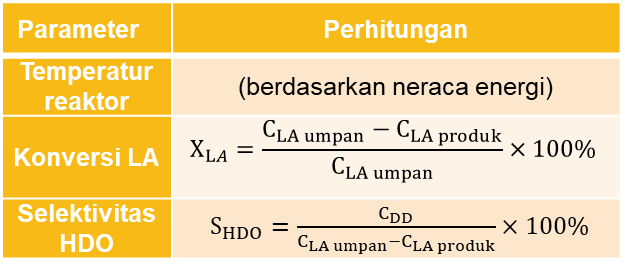 Parameter Perhitungan
Temperatur reaktor (berdasarkan neraca energi)
Konversi LA X_LA = (C_LA umpan − C_LA produk) / C_LA umpan × 100%
Selektivitas HDO S_HDO = C_DD / (C_LA umpan−C_LA produk) × 100%